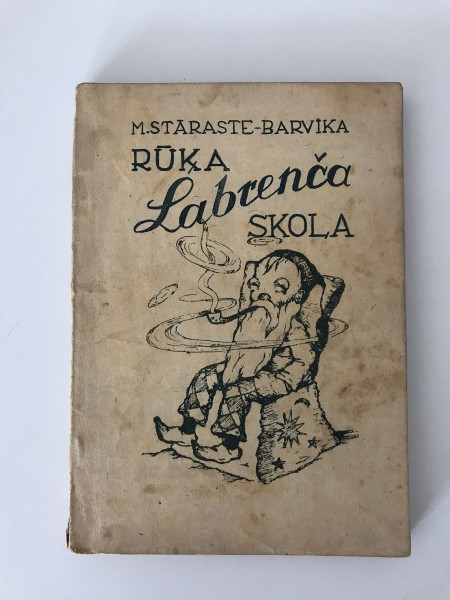 M. STĀRASTE-BARVIKA
RŪĶA
Labrenča
SKOLA